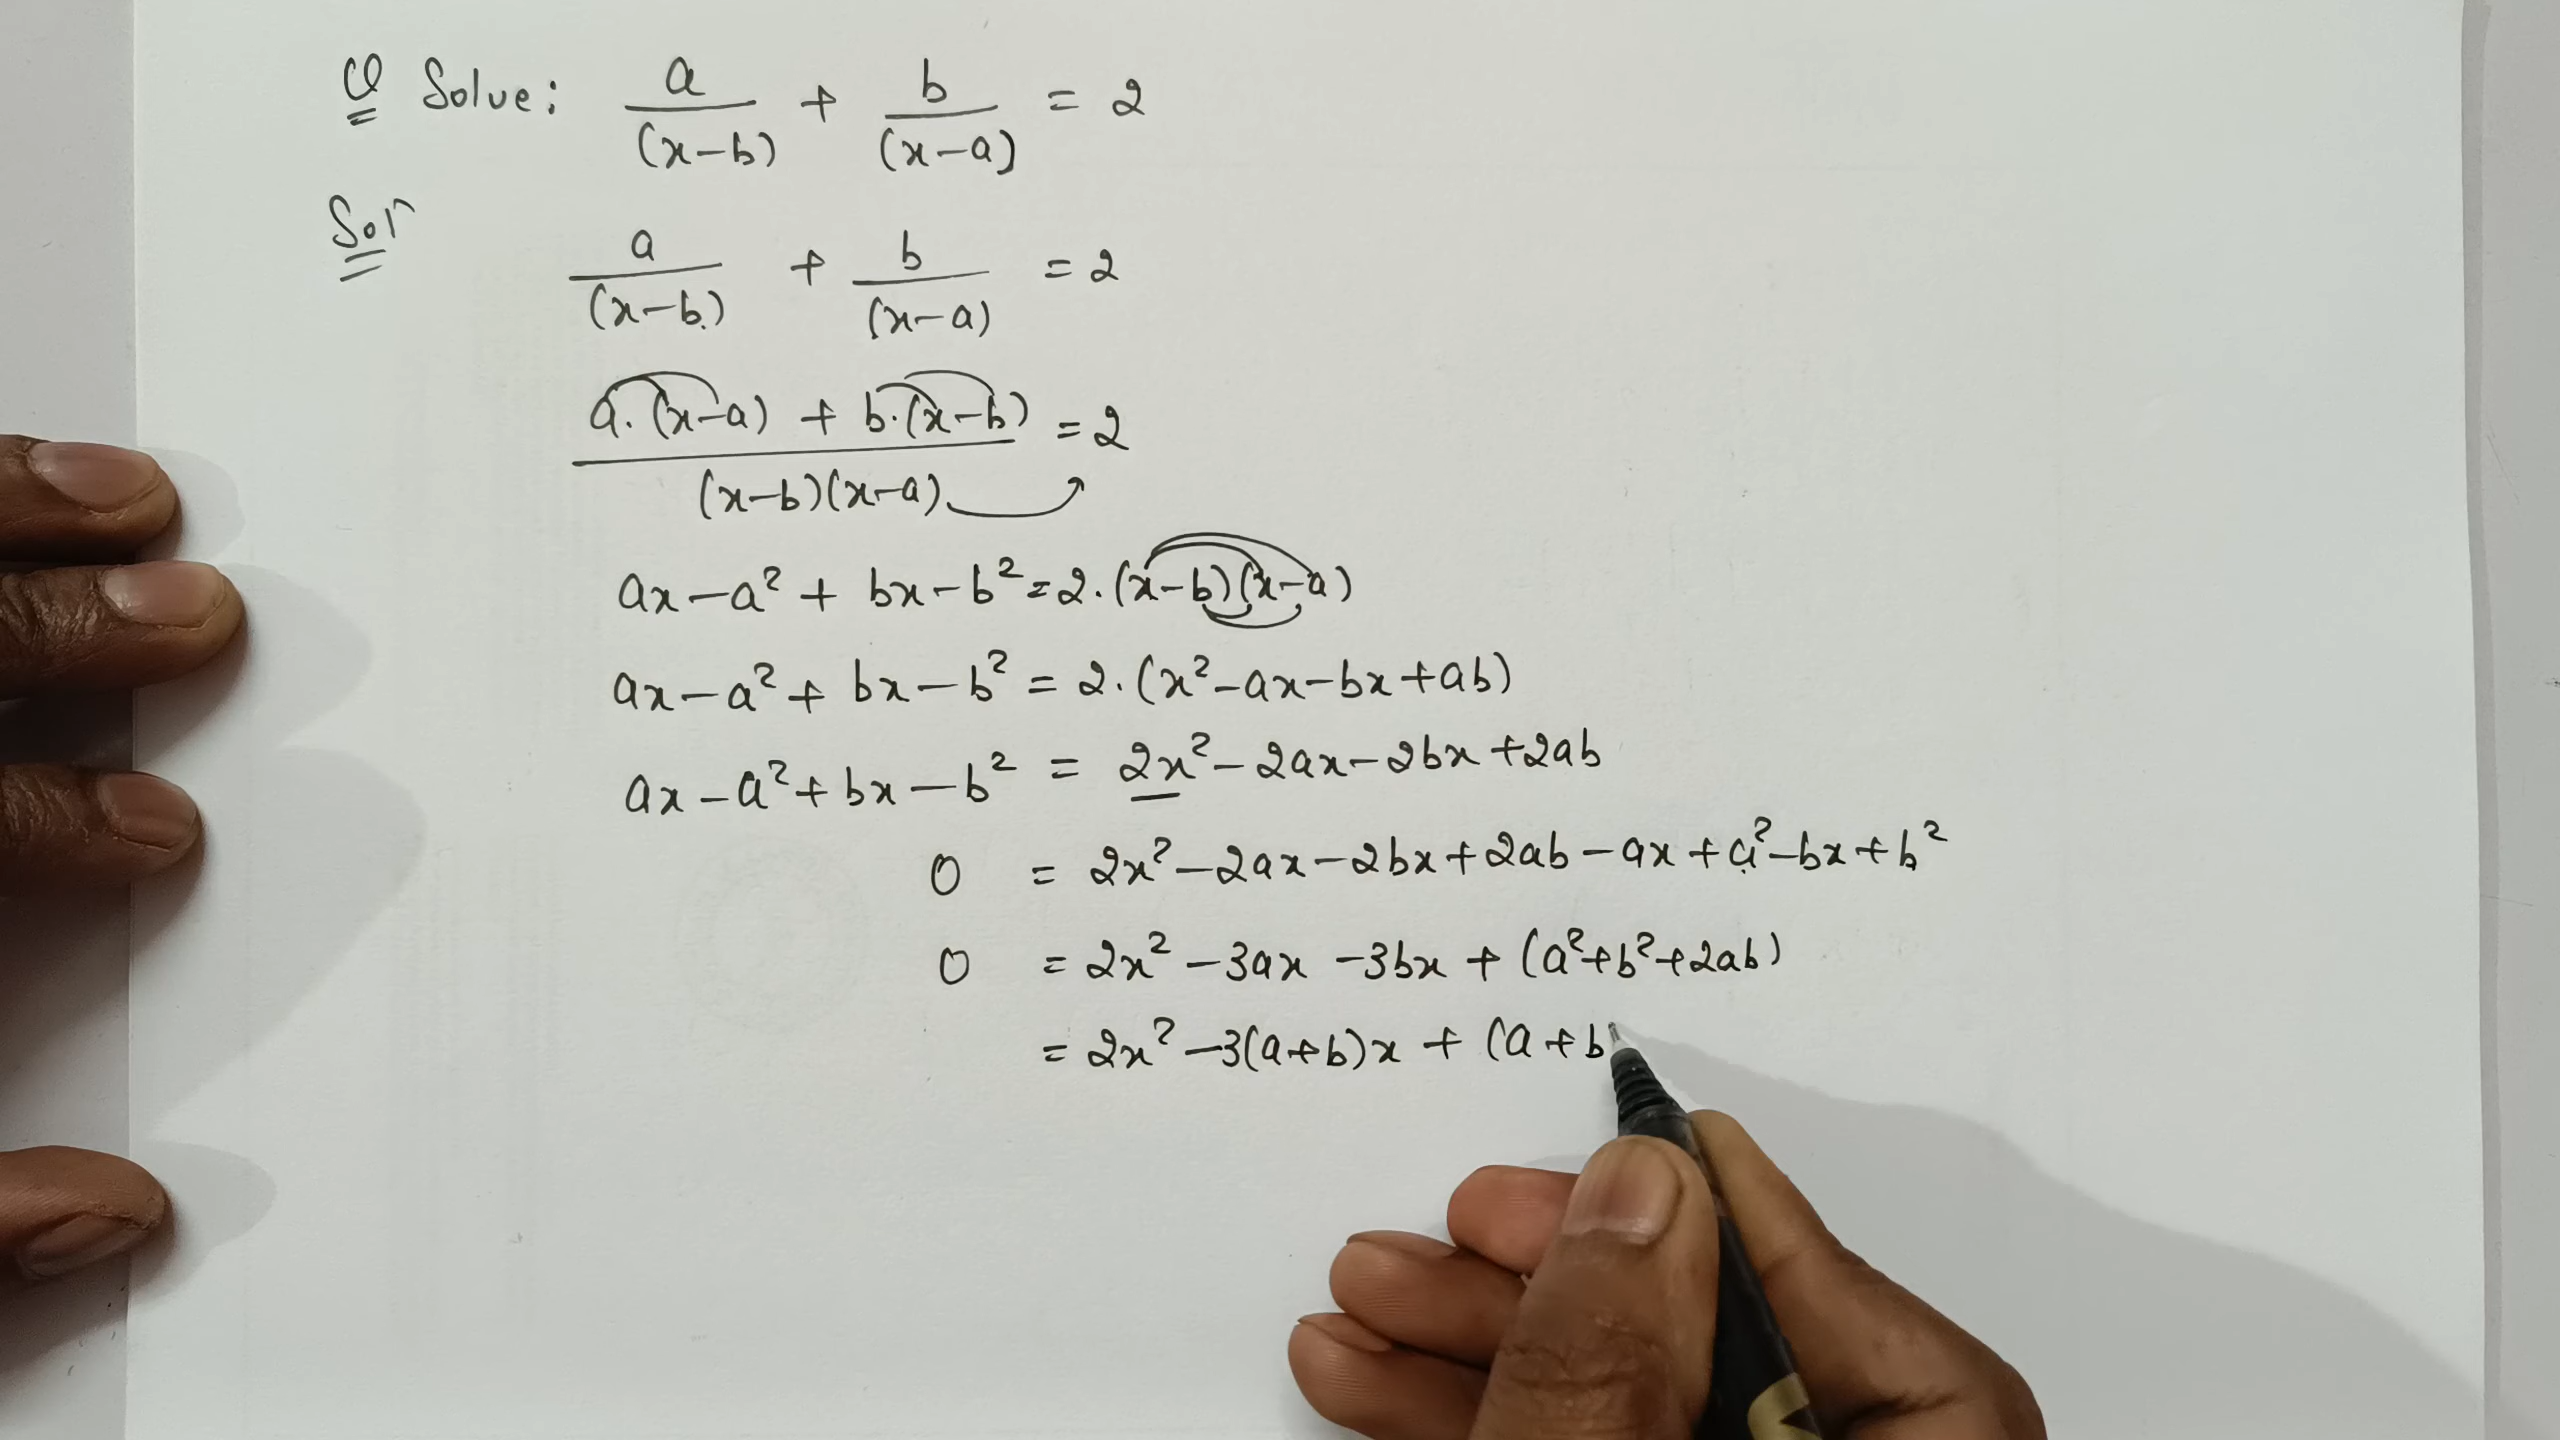 Q Solve: a/(x-b) + b/(x-a) = 2
Sol^n a/(x-b) + b/(x-a) = 2
(a.(x-a) + b.(x-b))/((x-b)(x-a)) = 2
ax-a²+ bx-b²=2.(x-b)(x-a)
ax-a²+ bx-b² = 2.(x²-ax-bx+ab)
ax-a²+bx-b² = 2x²-2ax-2bx+2ab
0 = 2x²-2ax-2bx+2ab-ax+a²-bx+b²
0 = 2x²-3ax-3bx+(a²+b²+2ab)
= 2x²-3(a+b)x+(a+b